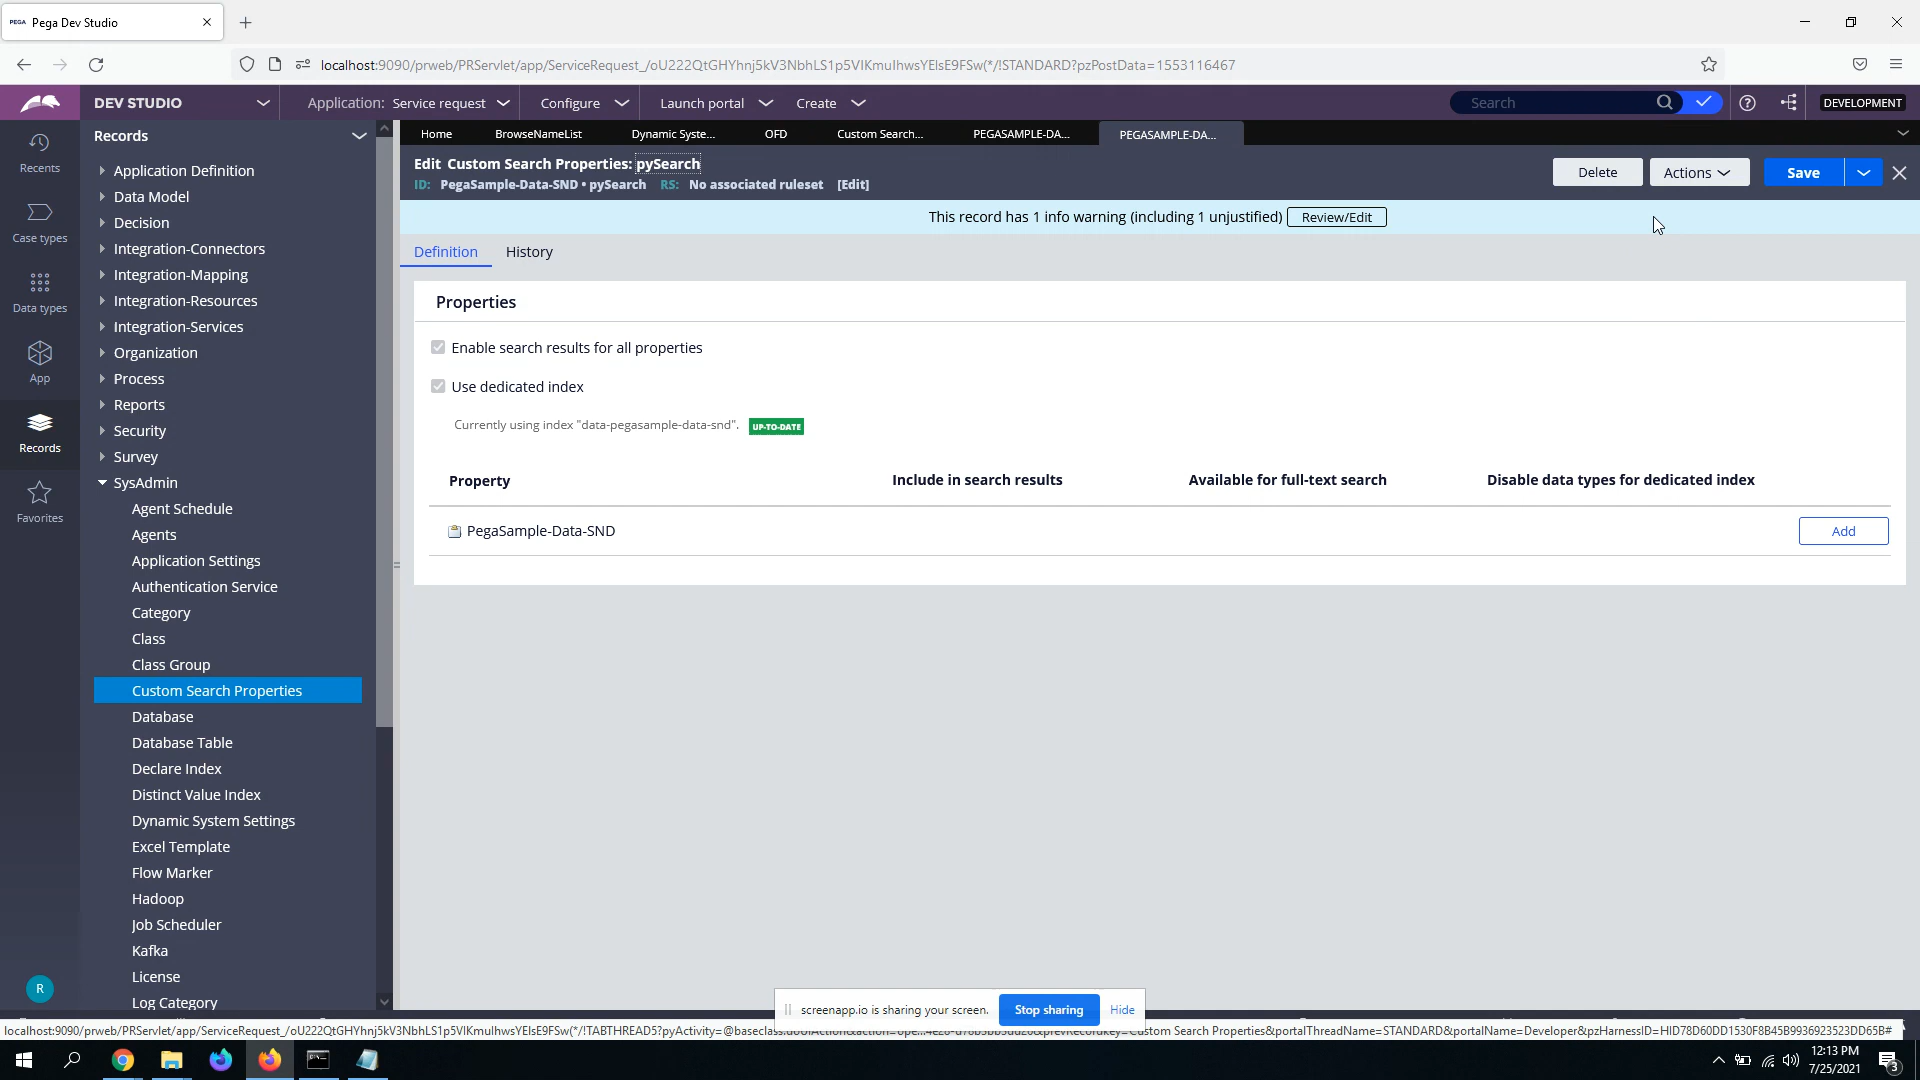 PEGA Pega Dev Studio
localhost:9090/prweb/PRServlet/app/ServiceRequest_/oU222QtGHYhnj5kV3NbhLS1p5VIKmuIhwsYElsE9FSw(*/!STANDARD?pzPostData=1553116467
DEV STUDIO
Application: Service request
Configure
Launch portal
Create
Search
DEVELOPMENT
Recents
Case types
Data types
App
Records
Favorites
R
Records
Application Definition
Data Model
Decision
Integration-Connectors
Integration-Mapping
Integration-Resources
Integration-Services
Organization
Process
Reports
Security
Survey
SysAdmin
Agent Schedule
Agents
Application Settings
Authentication Service
Category
Class
Class Group
Custom Search Properties
Database
Database Table
Declare Index
Distinct Value Index
Dynamic System Settings
Excel Template
Flow Marker
Hadoop
Job Scheduler
Kafka
License
Log Category
Home
BrowseNameList
Dynamic Syste...
OFD
Custom Search...
PEGASAMPLE-DA...
PEGASAMPLE-DA...
Edit Custom Search Properties: pySearch
ID: PegaSample-Data-SND • pySearch RS: No associated ruleset [Edit]
Delete
Actions
Save
This record has 1 info warning (including 1 unjustified) Review/Edit
Definition
History
Properties
Enable search results for all properties
Use dedicated index
Currently using index "data-pegasample-data-snd". UP-TO-DATE
Property
Include in search results
Available for full-text search
Disable data types for dedicated index
PegaSample-Data-SND
Add
screenapp.io is sharing your screen.
Stop sharing
Hide
12:13 PM
7/25/2021
3